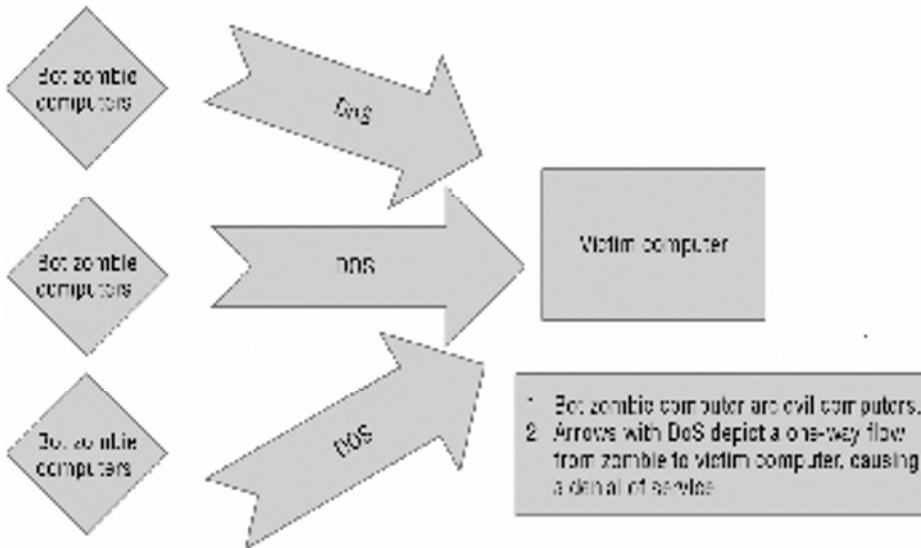 Bot zombie
computers
DoS
Bot zombie
computers
DOS
Victim computer
Bot zombie
computers
DOS
1. Bot zombie computer are evil computers.
2. Arrows with DoS depict a one-way flow
from zombie to victim computer, causing
a denial of service